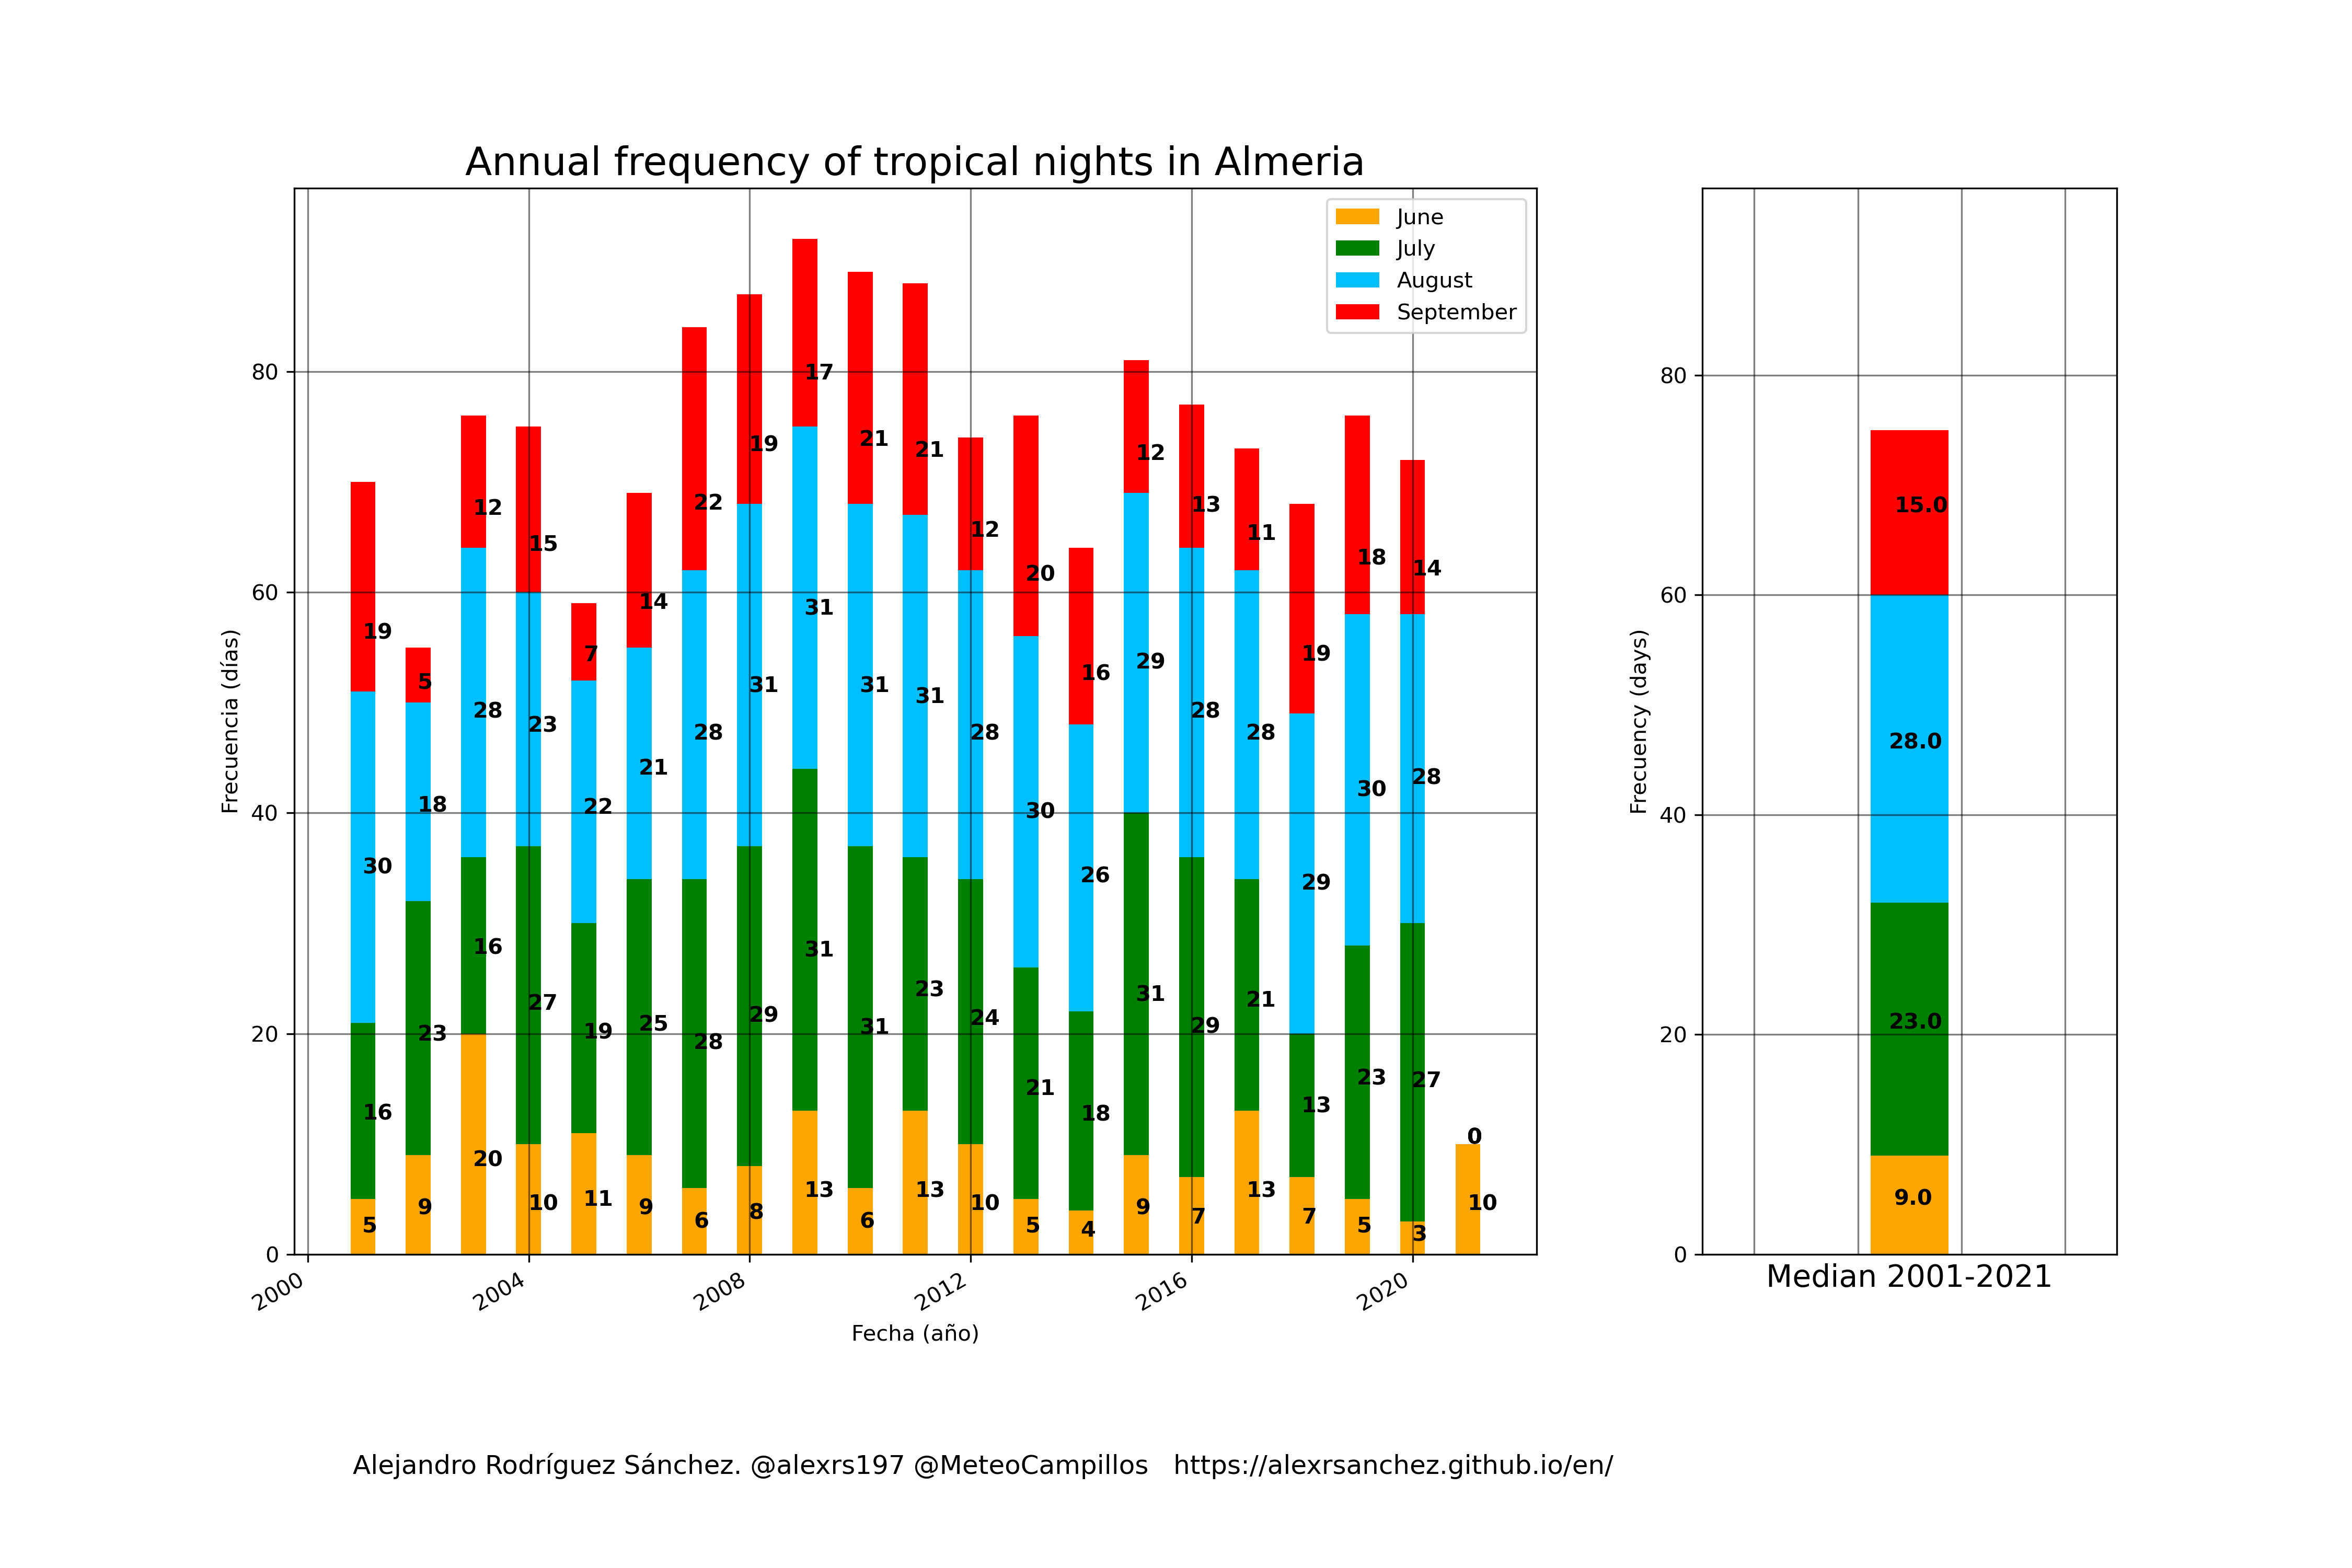 Annual frequency of tropical nights in Almeria
June
July
August
September
Frecuencia (días)
80
60
40
20
0
19 5 12 15 7 14 22 19 17 21 21 12 20 16 12 13 11 19 18 14
30 18 28 23 22 21 28 31 31 31 31 28 30 26 29 28 28 29 30 28
16 23 16 27 19 25 28 29 31 31 23 24 21 18 31 29 21 13 23 27 0
5 9 20 10 11 9 6 8 13 6 13 10 5 4 9 7 13 7 5 3 10
2000 2004 2008 2012 2016 2020
Fecha (año)
Frecuency (days)
80
60
40
20
0
15.0
28.0
23.0
9.0
Median 2001-2021
Alejandro Rodríguez Sánchez. @alexrs197 @MeteoCampillos https://alexrsanchez.github.io/en/